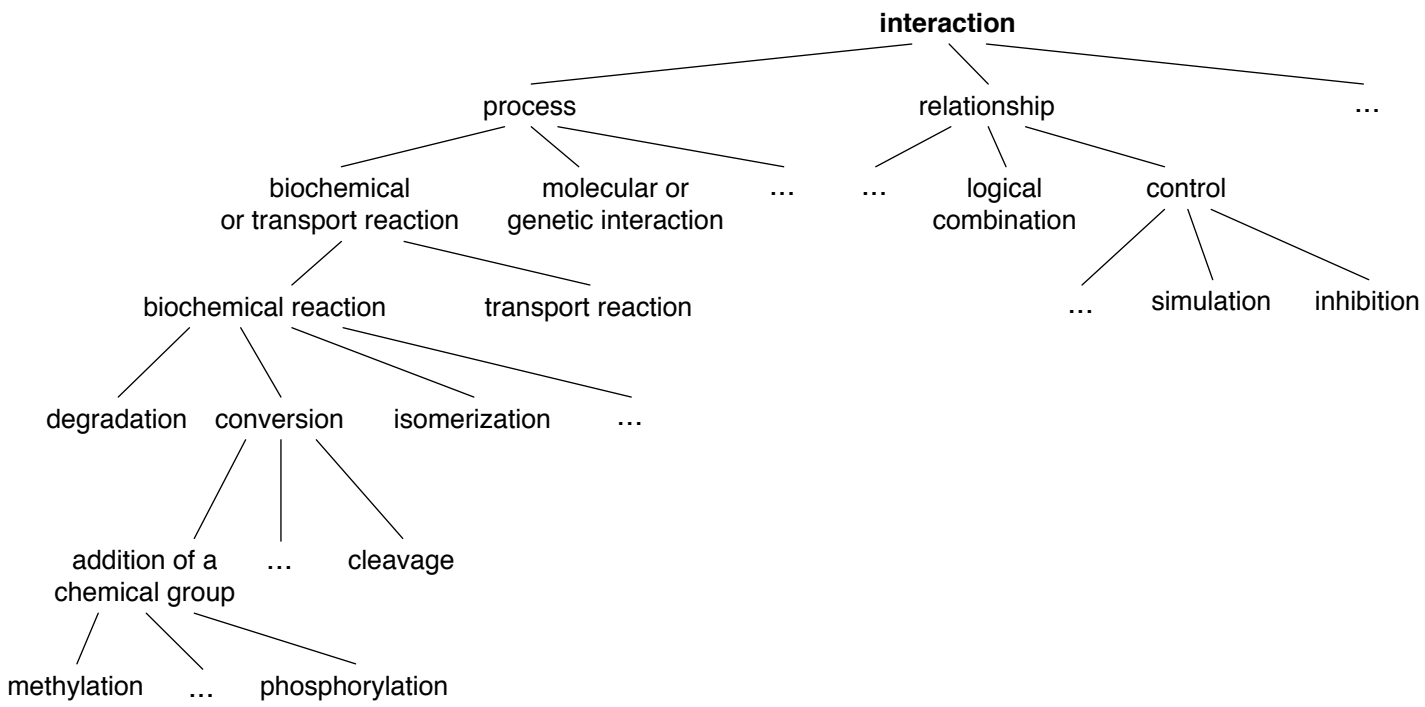 interaction
process
relationship
...
biochemical
or transport reaction
molecular or
genetic interaction
...
...
logical
combination
control
biochemical reaction
transport reaction
...
simulation
inhibition
degradation
conversion
isomerization
...
addition of a
chemical group
...
cleavage
methylation
...
phosphorylation